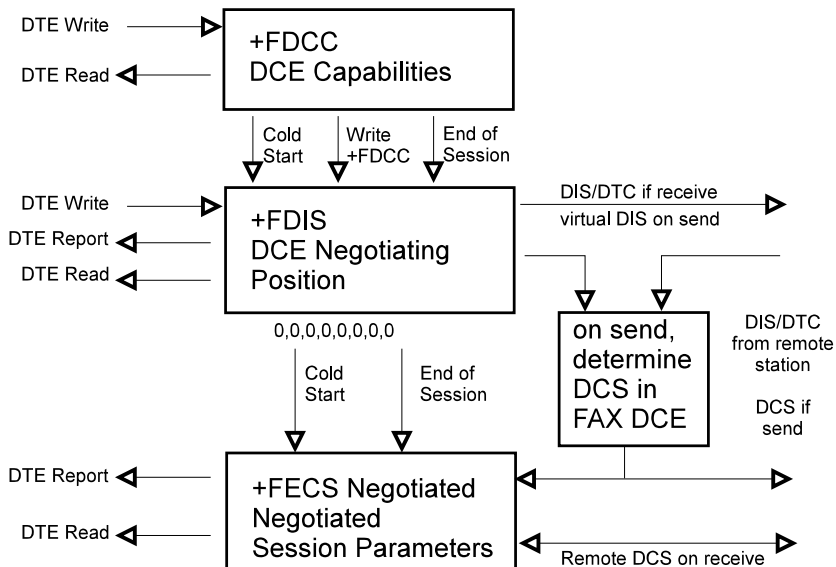 DTE Write
DTE Read
+FDCC
DCE Capabilities
Cold
Start
Write
+FDCC
End of
Session
DTE Write
DTE Report
DTE Read
+FDIS
DCE Negotiating
Position
DIS/DTC if receive
virtual DIS on send
0,0,0,0,0,0,0,0
Cold
Start
End of
Session
on send,
determine
DCS in
FAX DCE
DIS/DTC
from remote
station
DCS if
send
DTE Report
DTE Read
+FECS Negotiated
Negotiated
Session Parameters
Remote DCS on receive